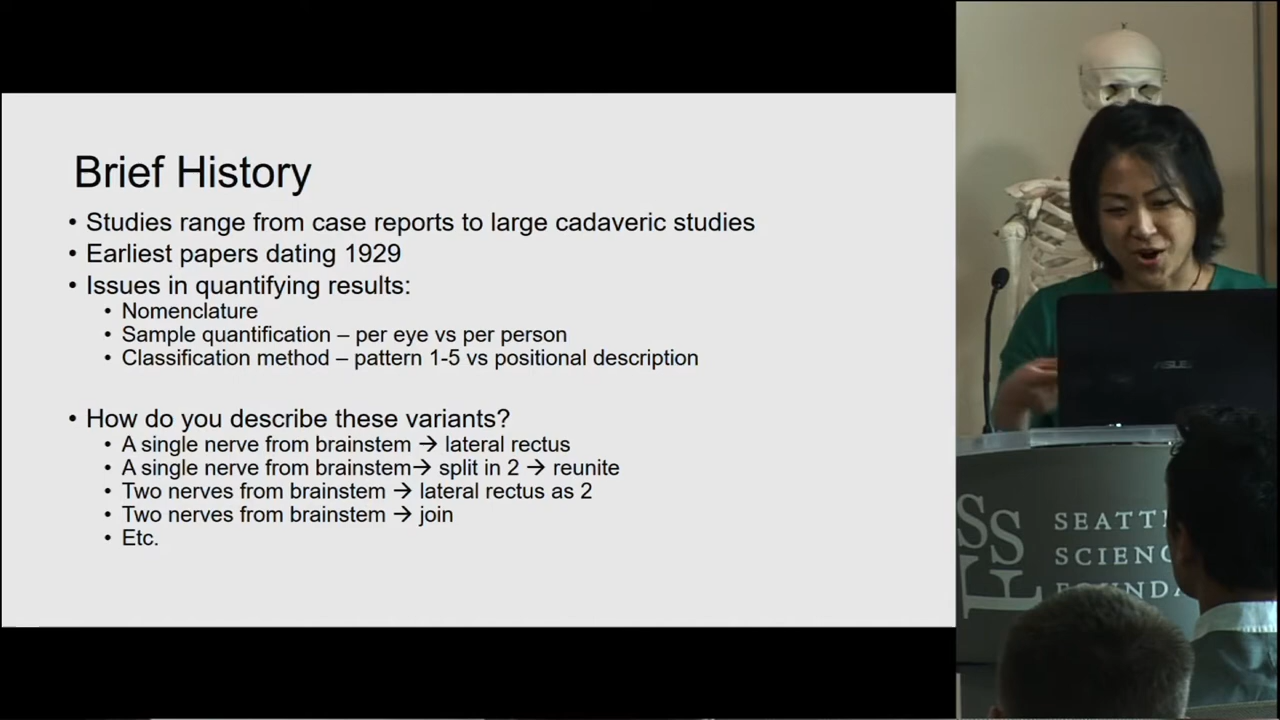 Brief History
• Studies range from case reports to large cadaveric studies
• Earliest papers dating 1929
• Issues in quantifying results:
• Nomenclature
• Sample quantification – per eye vs per person
• Classification method – pattern 1-5 vs positional description
• How do you describe these variants?
• A single nerve from brainstem → lateral rectus
• A single nerve from brainstem→ split in 2 → reunite
• Two nerves from brainstem → lateral rectus as 2
• Two nerves from brainstem → join
• Etc.
ASUS
SSL
SEATT
SCIENC
FOUNDA